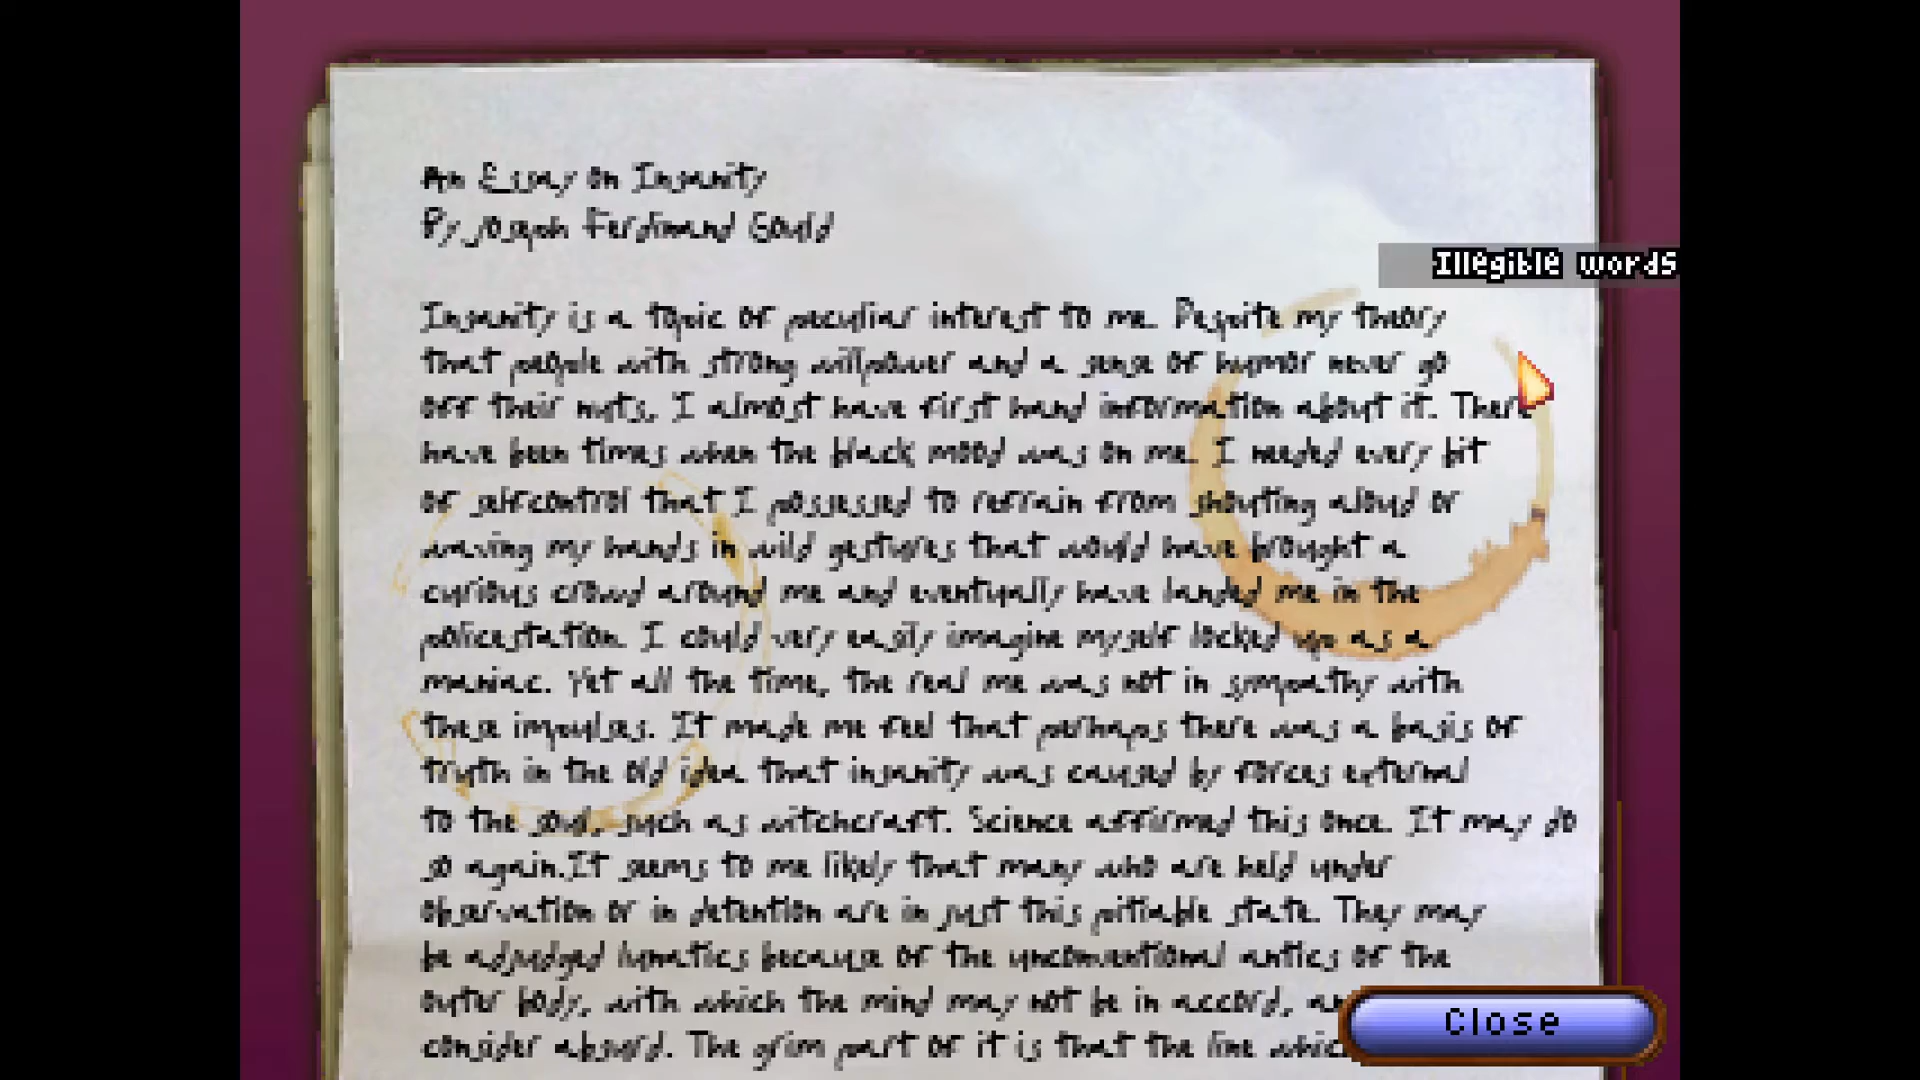 An Essay on Insanity
By Joseph Ferdinand Gould
Illegible words
Insanity is a topic of peculiar interest to me. Despite my theory
that people with strong willpower and a sense of humor never go
off their nuts, I almost have first hand information about it. There
have been times when the black mood was on me. I needed every bit
of selfcontrol that I possessed to refrain from shouting aloud or
waving my hands in wild gestures that would have brought a
curious crowd around me and eventually have landed me in the
policestation. I could very easily imagine myself locked up as a
maniac. Yet all the time, the real me was not in sympathy with
these impulses. It made me feel that perhaps there was a basis of
truth in the old idea that insanity was caused by forces external
to the soul, such as witchcraft. Science affirmed this once. It may do
so again.It seems to me likely that many who are held under
observation or in detention are in just this pitiable state. They may
be adjudged lunatics because of the unconventional antics of the
outer body, with which the mind may not be in accord,
consider absurd. The grim part of it is that the line
Close